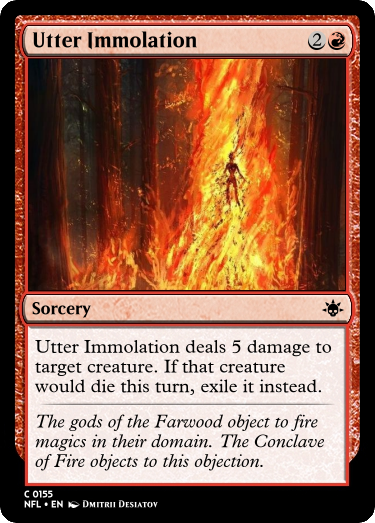 Utter Immolation 2
Sorcery
Utter Immolation deals 5 damage to
target creature. If that creature
would die this turn, exile it instead.
The gods of the Farwood object to fire
magics in their domain. The Conclave
of Fire objects to this objection.
C 0155
NFL • EN Dmitrii Desiatov